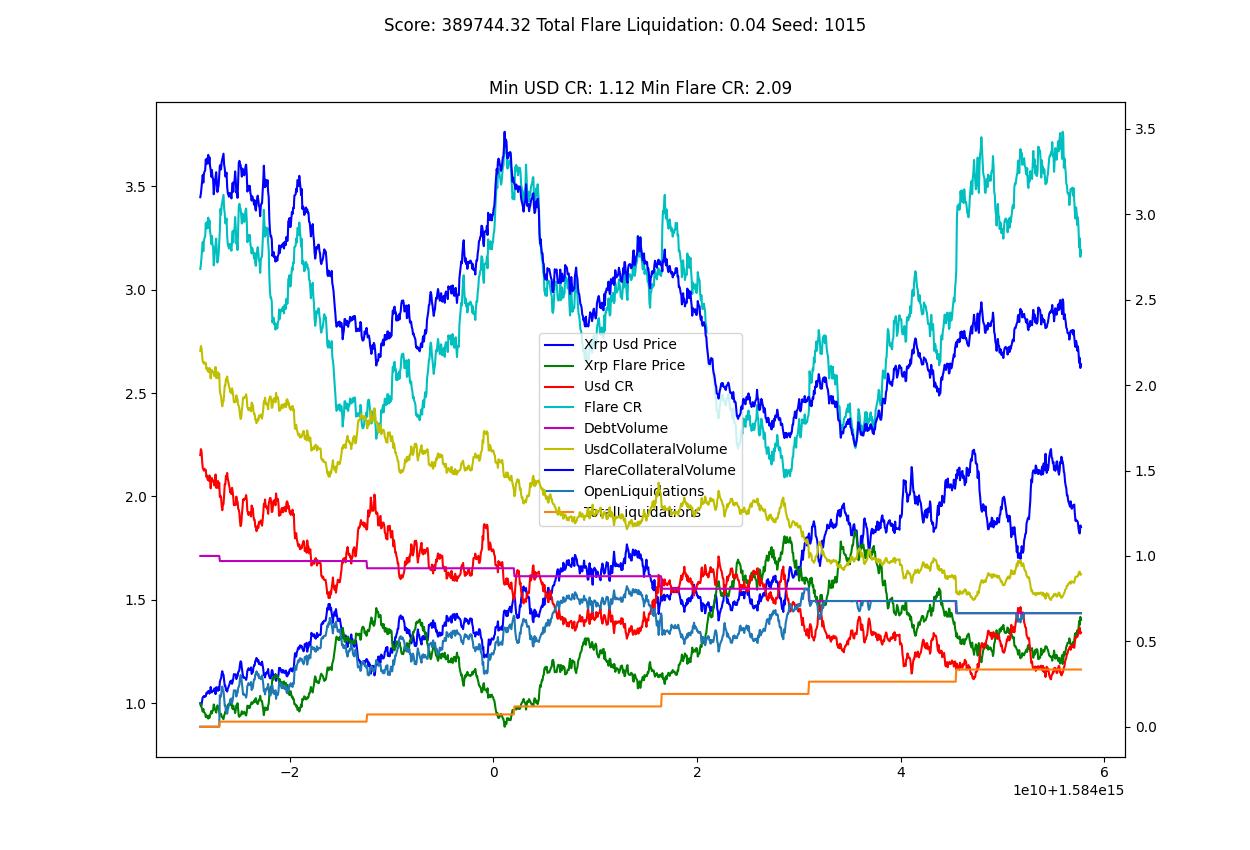 Score: 389744.32 Total Flare Liquidation: 0.04 Seed: 1015
Min USD CR: 1.12 Min Flare CR: 2.09
3.5
3.0
2.5
2.0
1.5
1.0
3.5
3.0
2.5
2.0
1.5
1.0
0.5
0.0
Xrp Usd Price
Xrp Flare Price
Usd CR
Flare CR
DebtVolume
UsdCollateralVolume
FlareCollateralVolume
OpenLiquidations
TotalLiquidations
−2
0
2
4
6
1e10+1.584e15